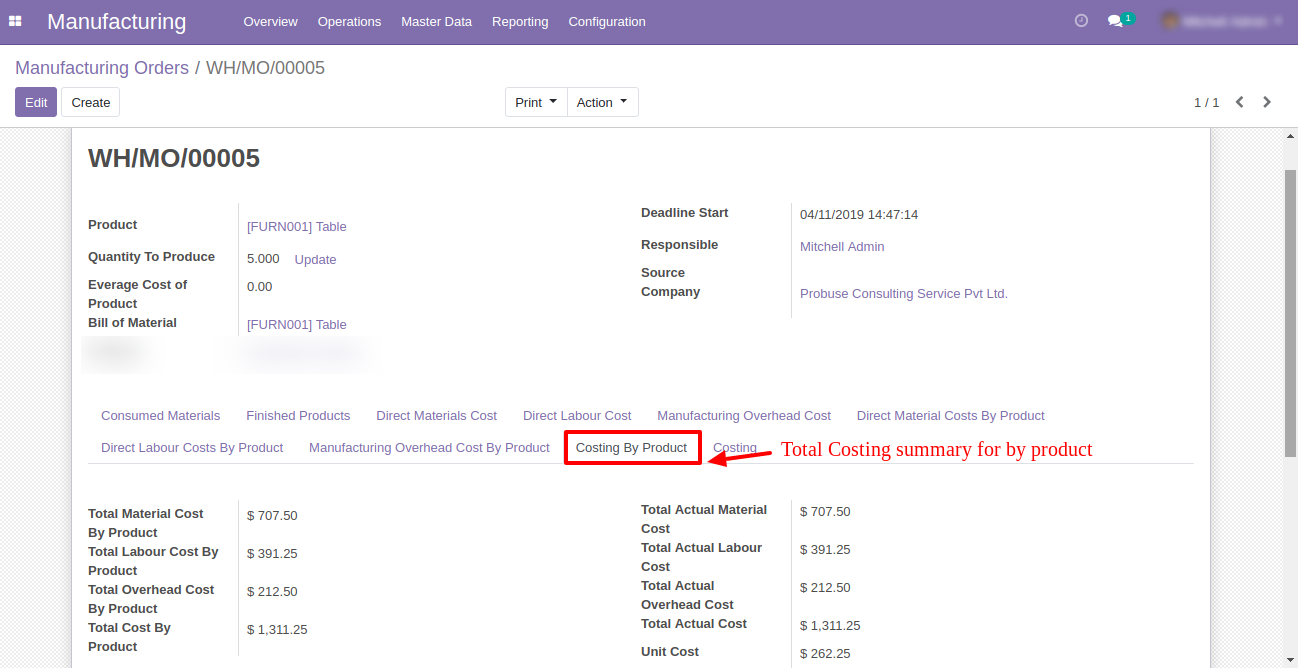 Manufacturing Overview Operations Master Data Reporting Configuration 1
Manufacturing Orders / WH/MO/00005
Edit Create Print Action 1 / 1
WH/MO/00005
Product [FURN001] Table
Quantity To Produce 5.000 Update
Everage Cost of
Product 0.00
Bill of Material [FURN001] Table
Deadline Start 04/11/2019 14:47:14
Responsible Mitchell Admin
Source
Company Probuse Consulting Service Pvt Ltd.
Consumed Materials Finished Products Direct Materials Cost Direct Labour Cost Manufacturing Overhead Cost Direct Material Costs By Product
Direct Labour Costs By Product Manufacturing Overhead Cost By Product Costing By Product Costing Total Costing summary for by product
Total Material Cost
By Product $ 707.50
Total Labour Cost By
Product $ 391.25
Total Overhead Cost
By Product $ 212.50
Total Cost By
Product $ 1,311.25
Total Actual Material
Cost $ 707.50
Total Actual Labour
Cost $ 391.25
Total Actual
Overhead Cost $ 212.50
Total Actual Cost $ 1,311.25
Unit Cost $ 262.25